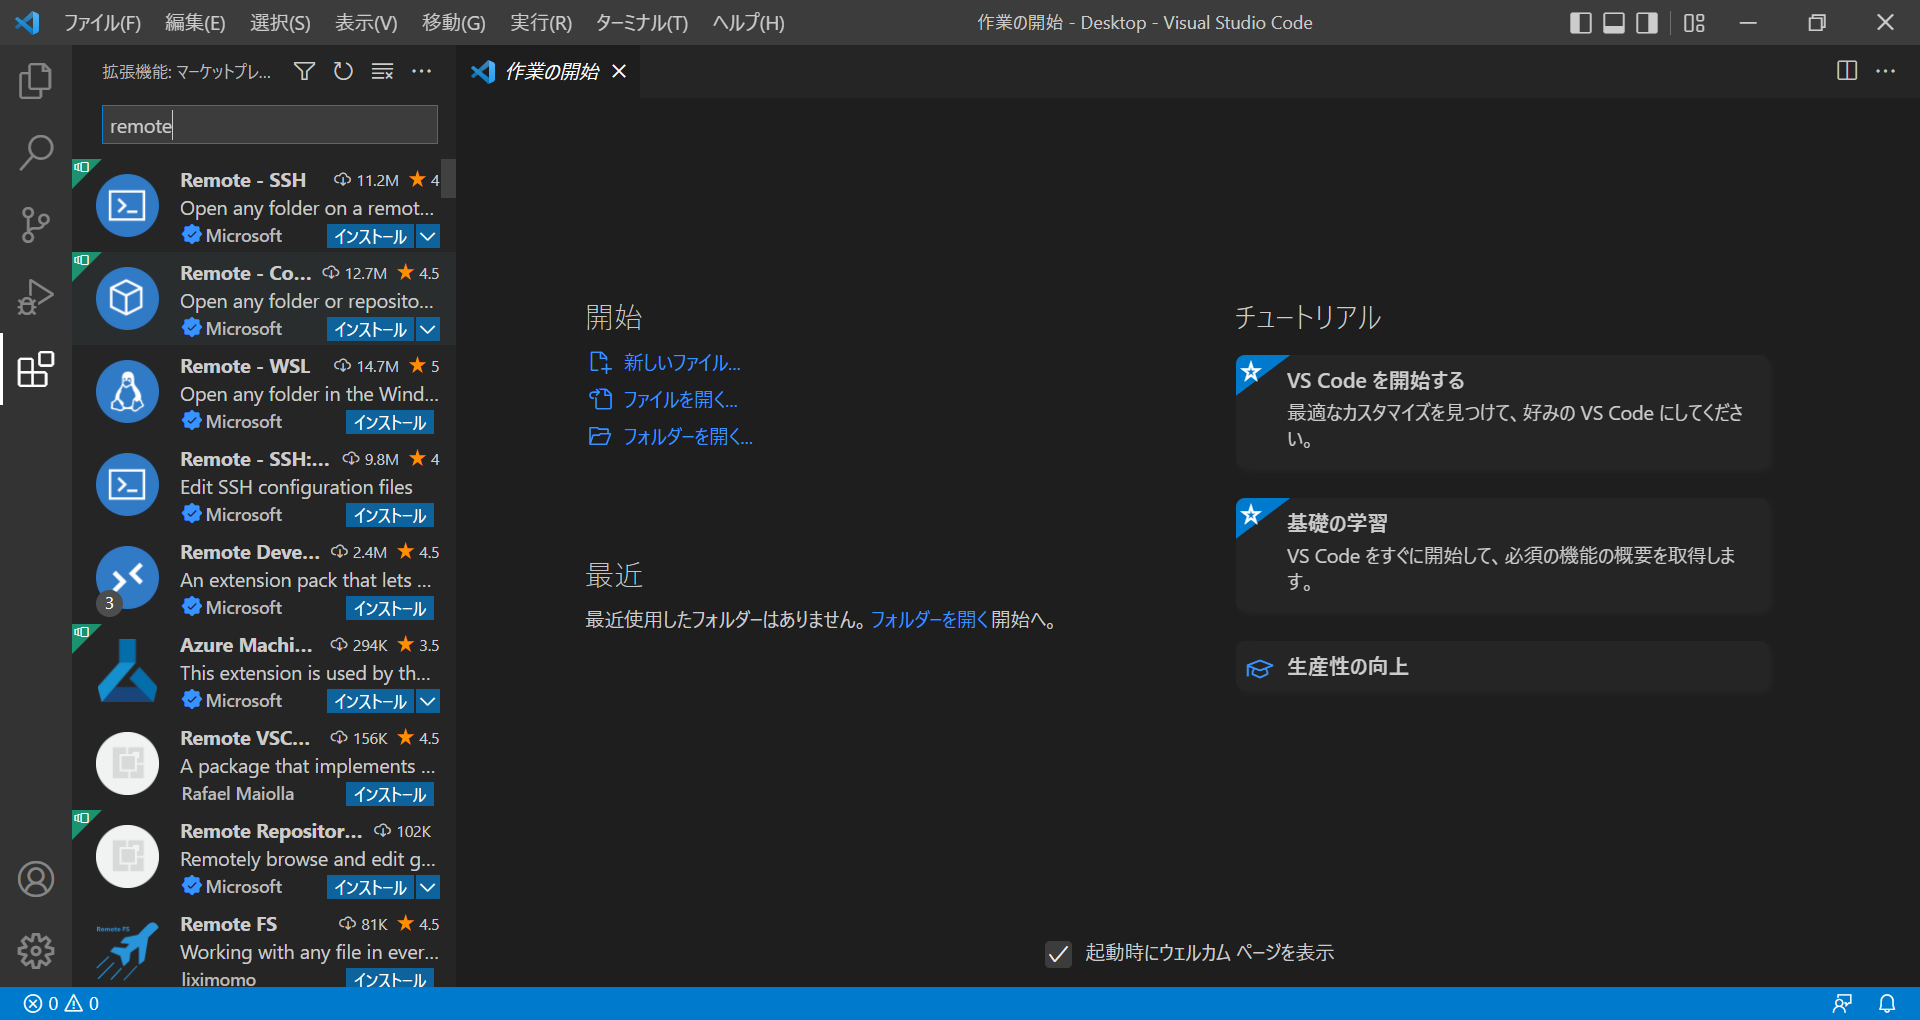 ファイル(F) 編集(E) 選択(S) 表示(V) 移動(G) 実行(R) ターミナル(T) ヘルプ(H) 作業の開始 - Desktop - Visual Studio Code
拡張機能: マーケットプレ...
remote
Remote - SSH 11.2M 4
Open any folder on a remot...
Microsoft インストール
Remote - Co... 12.7M 4.5
Open any folder or reposito...
Microsoft インストール
Remote - WSL 14.7M 5
Open any folder in the Wind...
Microsoft インストール
Remote - SSH:... 9.8M 4
Edit SSH configuration files
Microsoft インストール
Remote Deve... 2.4M 4.5
An extension pack that lets ...
3
Microsoft インストール
Azure Machi... 294K 3.5
This extension is used by th...
Microsoft インストール
Remote VSC... 156K 4.5
A package that implements ...
Rafael Maiolla インストール
Remote Repositor... 102K
Remotely browse and edit g...
Microsoft インストール
Remote FS
Remote FS 81K 4.5
Working with any file in ever...
liximomo インストール
作業の開始
開始
新しいファイル...
ファイルを開く...
フォルダーを開く...
最近
最近使用したフォルダーはありません。フォルダーを開く開始へ。
チュートリアル
VS Code を開始する
最適なカスタマイズを見つけて、好みの VS Code にしてくださ
い。
基礎の学習
VS Code をすぐに開始して、必須の機能の概要を取得しま
す。
生産性の向上
起動時にウェルカム ページを表示
0 0